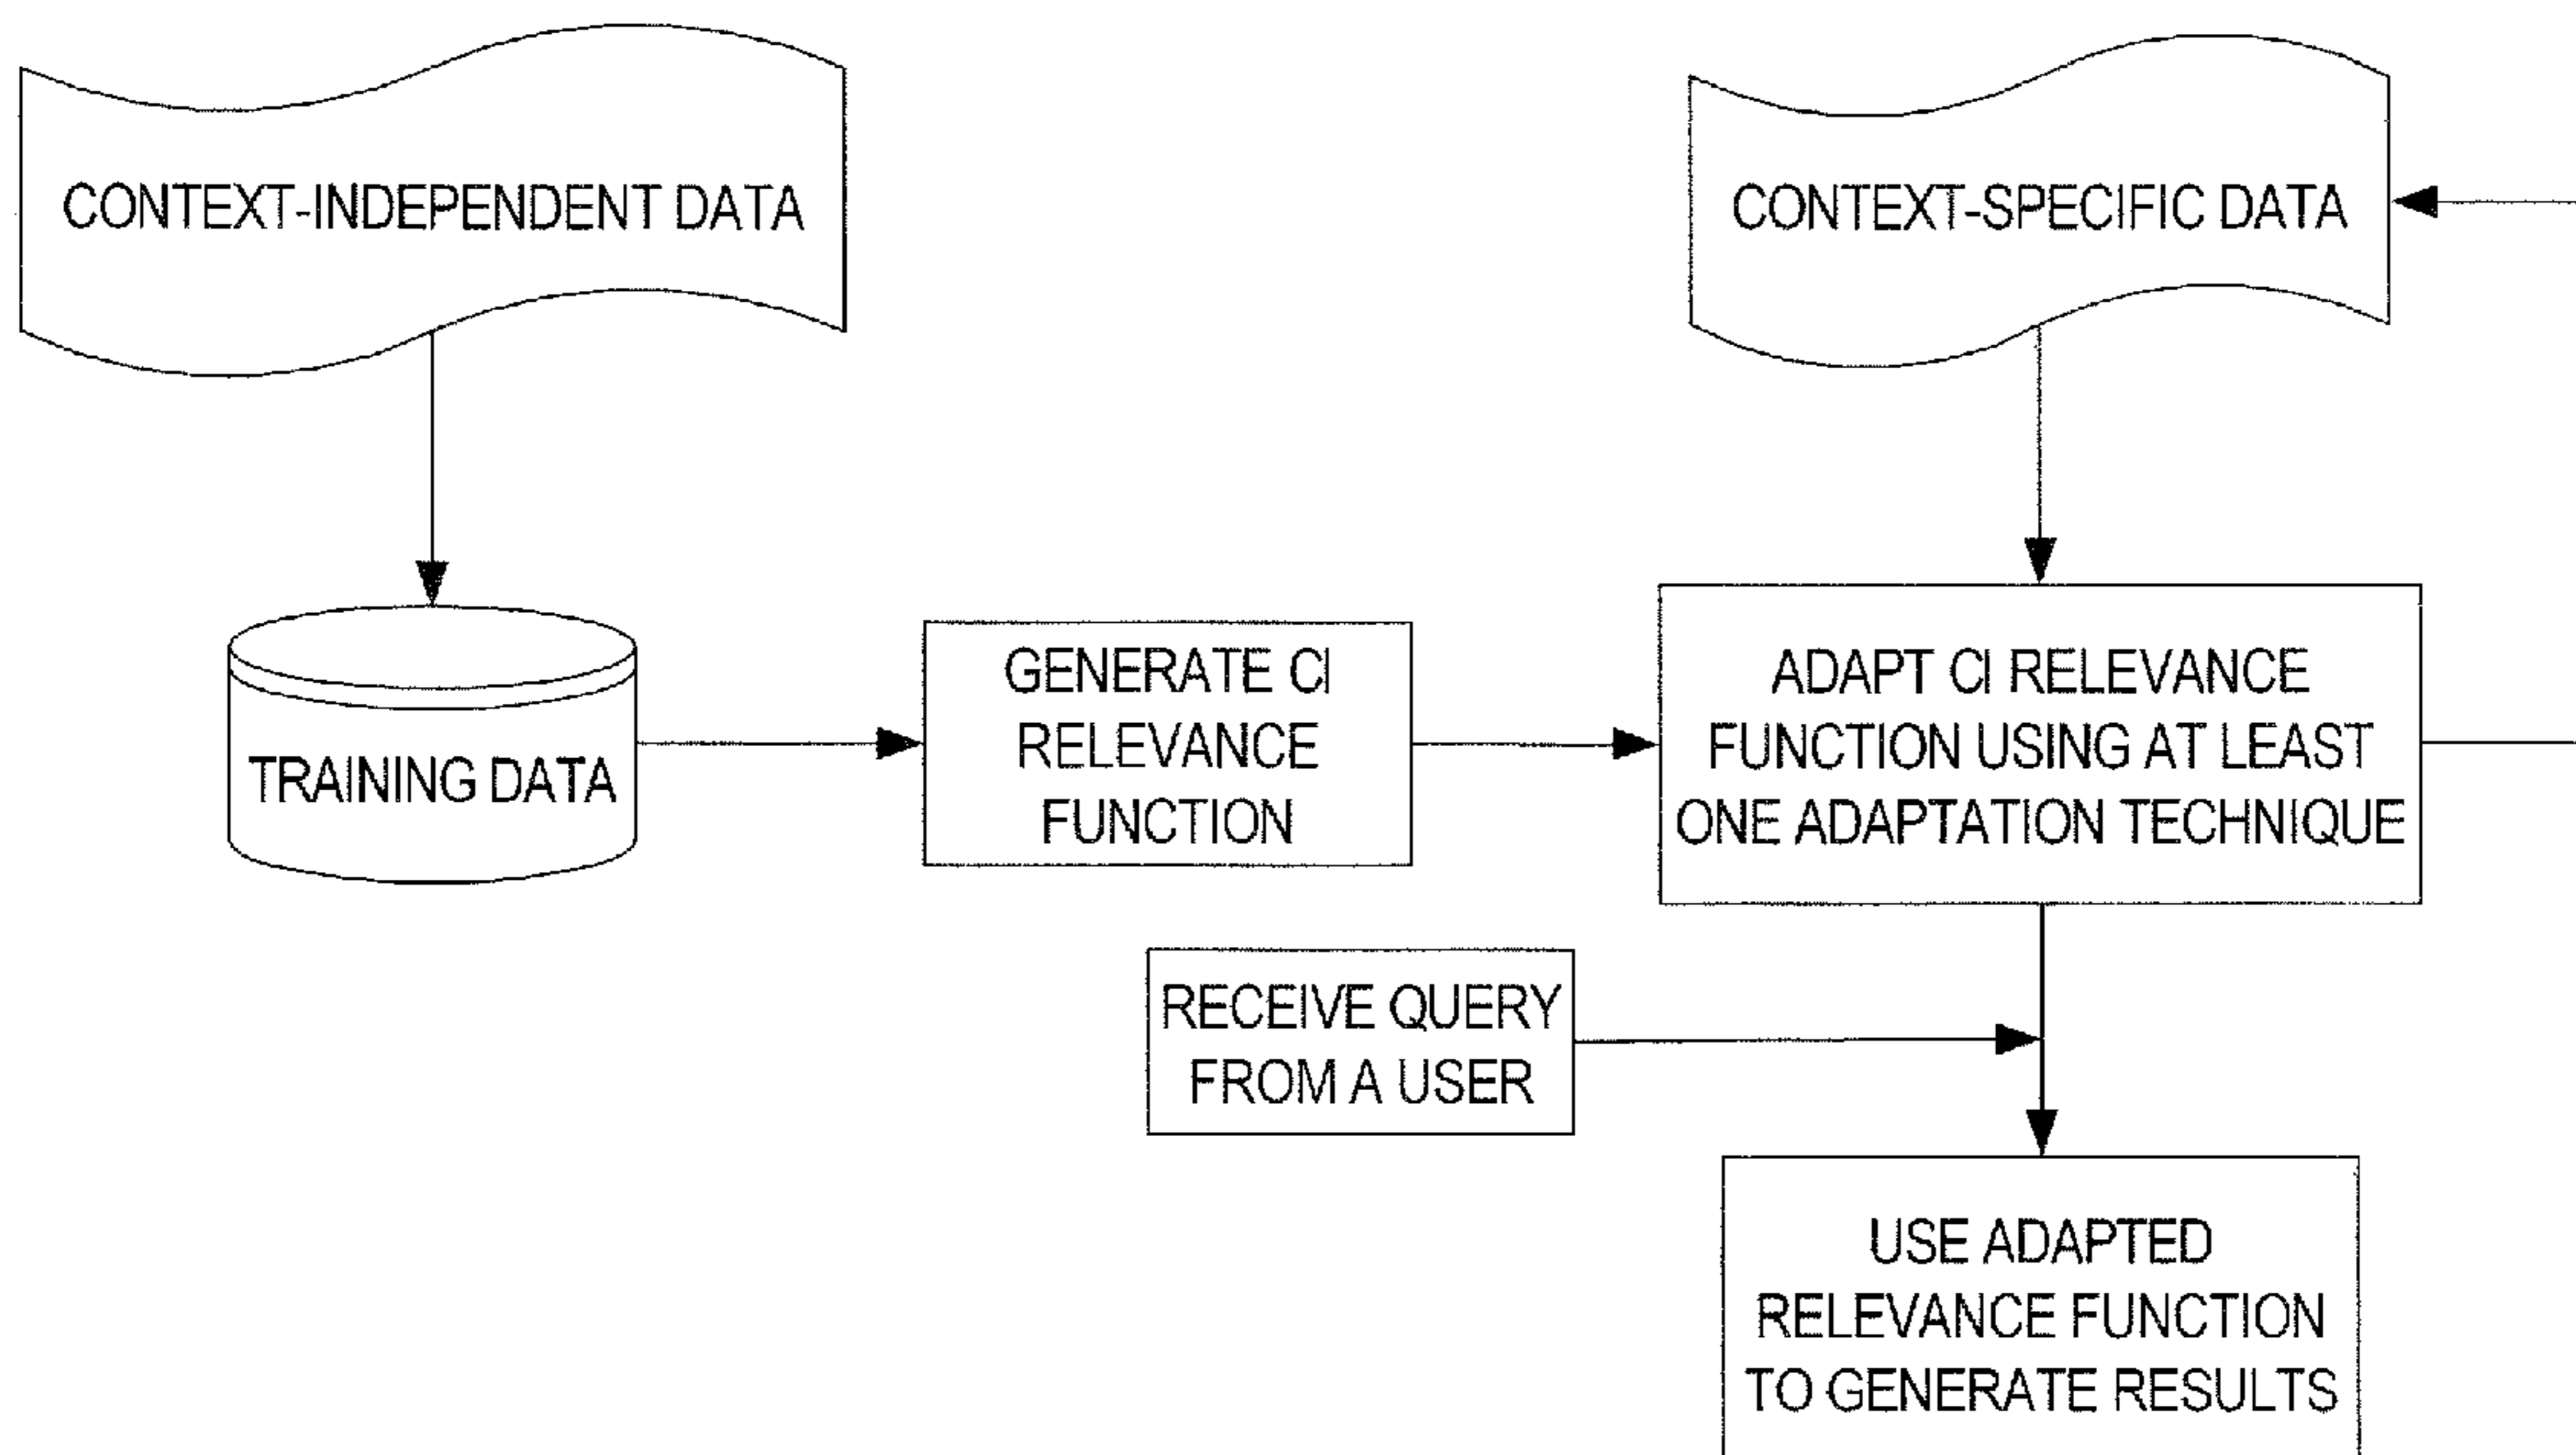 CONTEXT-INDEPENDENT DATA
CONTEXT-SPECIFIC DATA
TRAINING DATA
GENERATE CI
RELEVANCE
FUNCTION
ADAPT CI RELEVANCE
FUNCTION USING AT LEAST
ONE ADAPTATION TECHNIQUE
RECEIVE QUERY
FROM A USER
USE ADAPTED
RELEVANCE FUNCTION
TO GENERATE RESULTS